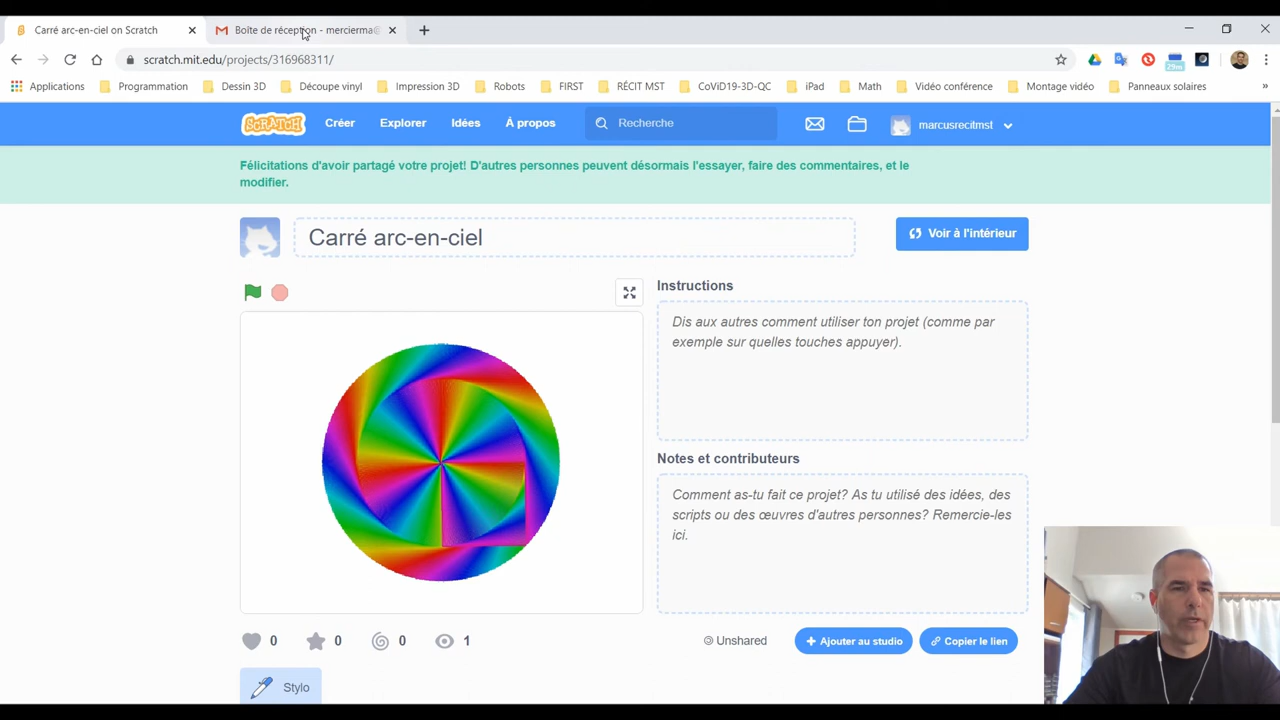 Carré arc-en-ciel on Scratch
Boîte de réception - mercierma@
scratch.mit.edu/projects/316968311/
Applications Programmation Dessin 3D Découpe vinyl Impression 3D Robots FIRST RÉCIT MST CoViD19-3D-QC iPad Math Vidéo conférence Montage vidéo Panneaux solaires »
SCRATCH Créer Explorer Idées À propos Recherche marcusrecitmst
Félicitations d'avoir partagé votre projet! D'autres personnes peuvent désormais l'essayer, faire des commentaires, et le
modifier.
Carré arc-en-ciel
Voir à l'intérieur
Instructions
Dis aux autres comment utiliser ton projet (comme par
exemple sur quelles touches appuyer).
Notes et contributeurs
Comment as-tu fait ce projet? As tu utilisé des idées, des
scripts ou des œuvres d'autres personnes? Remercie-les
ici.
0 0 0 1
Unshared
Ajouter au studio
Copier le lien
Stylo